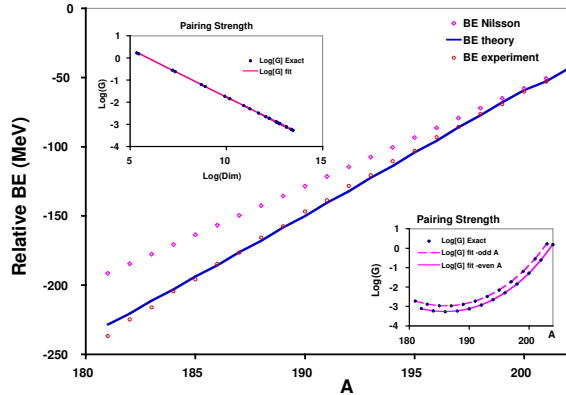 0
-50
-100
-150
-200
-250
180
185
190
195
200
A
Relative BE (MeV)
BE Nilsson
BE theory
BE experiment
Pairing Strength
1
0
-1
-2
-3
-4
5
10
15
Log(Dim)
Log(G)
Log[G] Exact
Log[G] fit
Pairing Strength
Log[G] Exact
Log[G] fit -odd A
Log[G] fit -even A
1
0
-1
-2
-3
-4
180
190
200
A
Log(G)